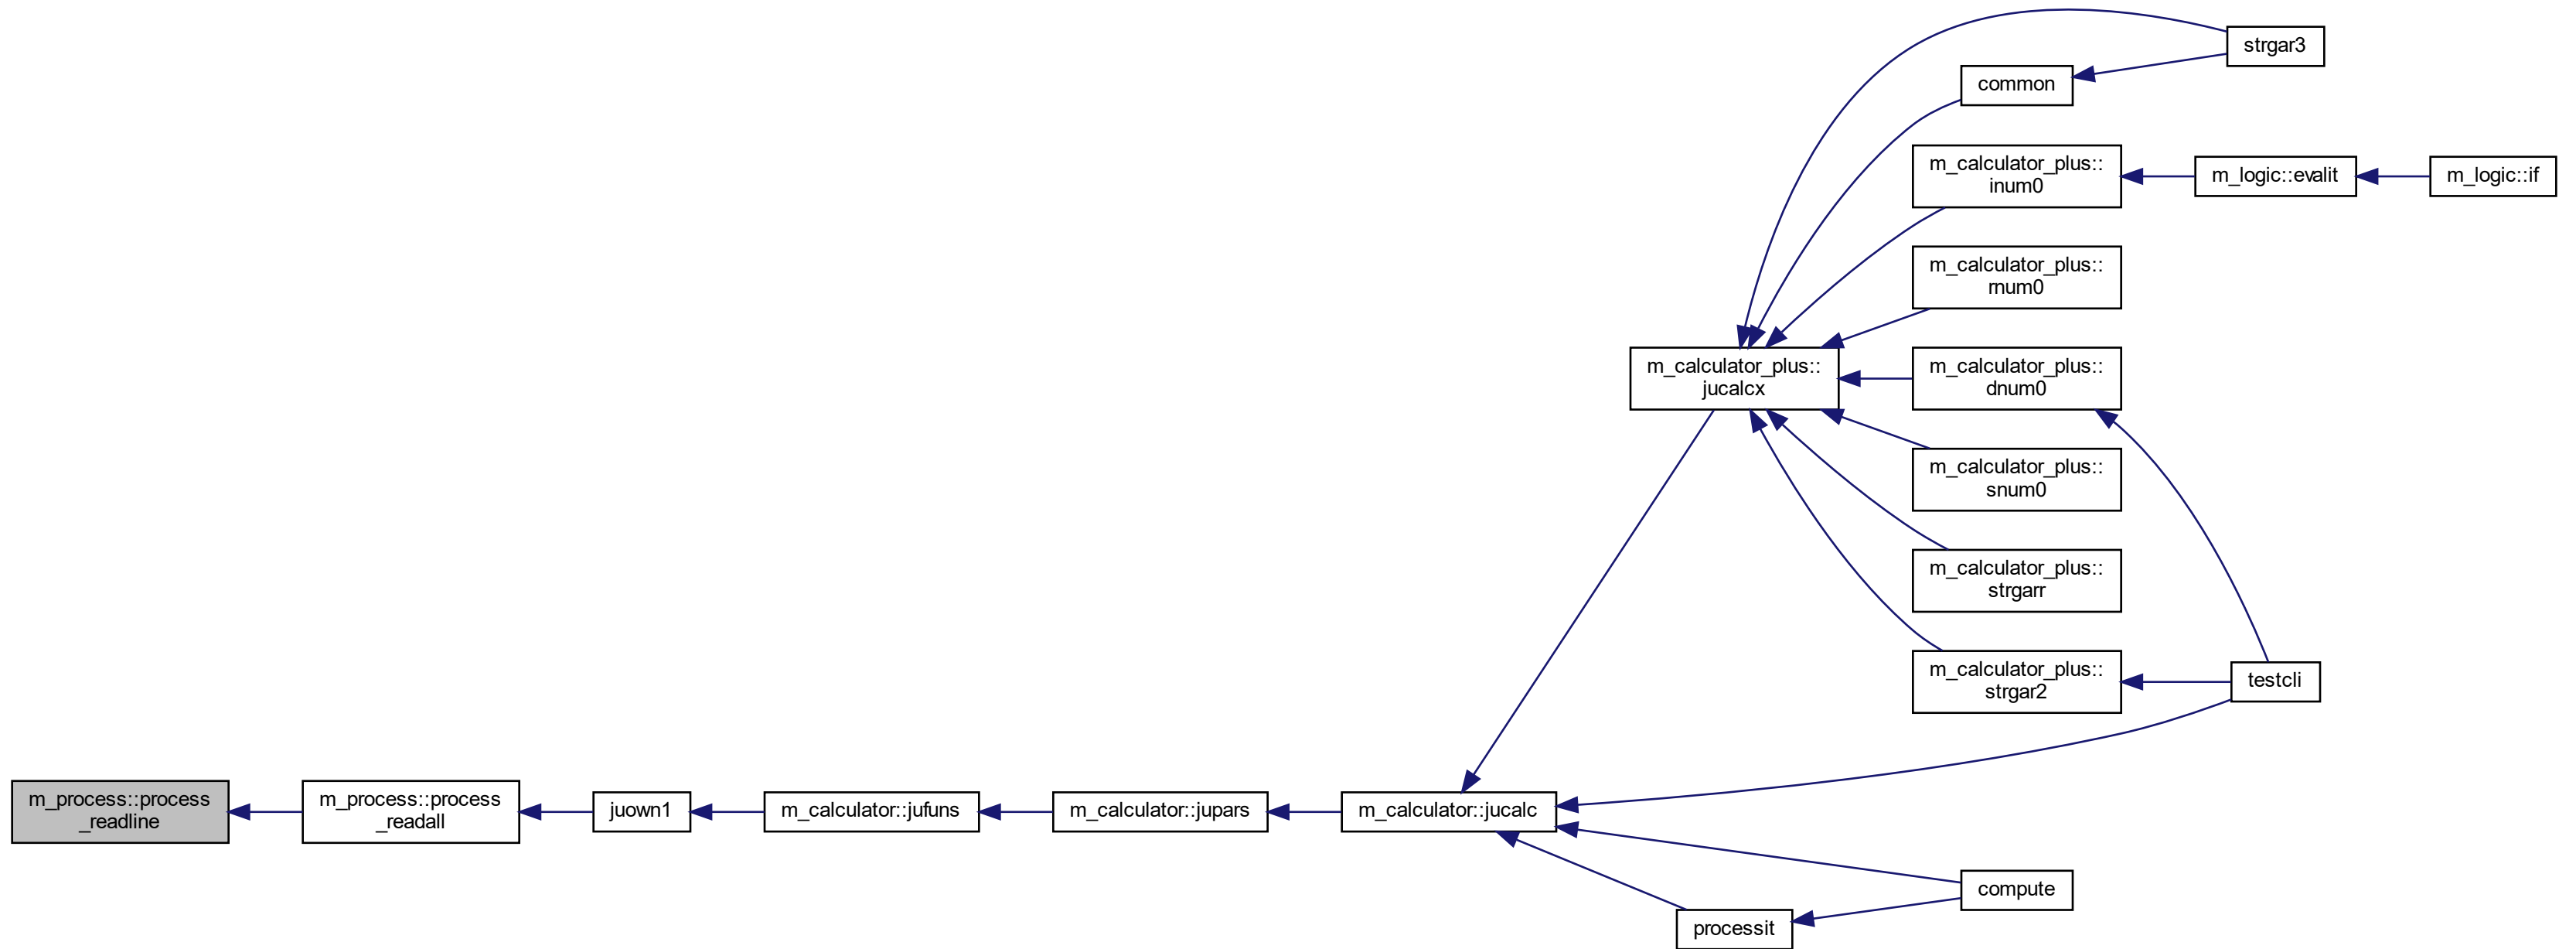 strgar3
common
m_calculator_plus::
inum0
m_logic::evalit
m_logic::if
m_calculator_plus::
rnum0
m_calculator_plus::
jucalcx
m_calculator_plus::
dnum0
m_calculator_plus::
snum0
m_calculator_plus::
strgarr
m_calculator_plus::
strgar2
testcli
m_process::process
_readline
m_process::process
_readall
juown1
m_calculator::jufuns
m_calculator::jupars
m_calculator::jucalc
compute
processit